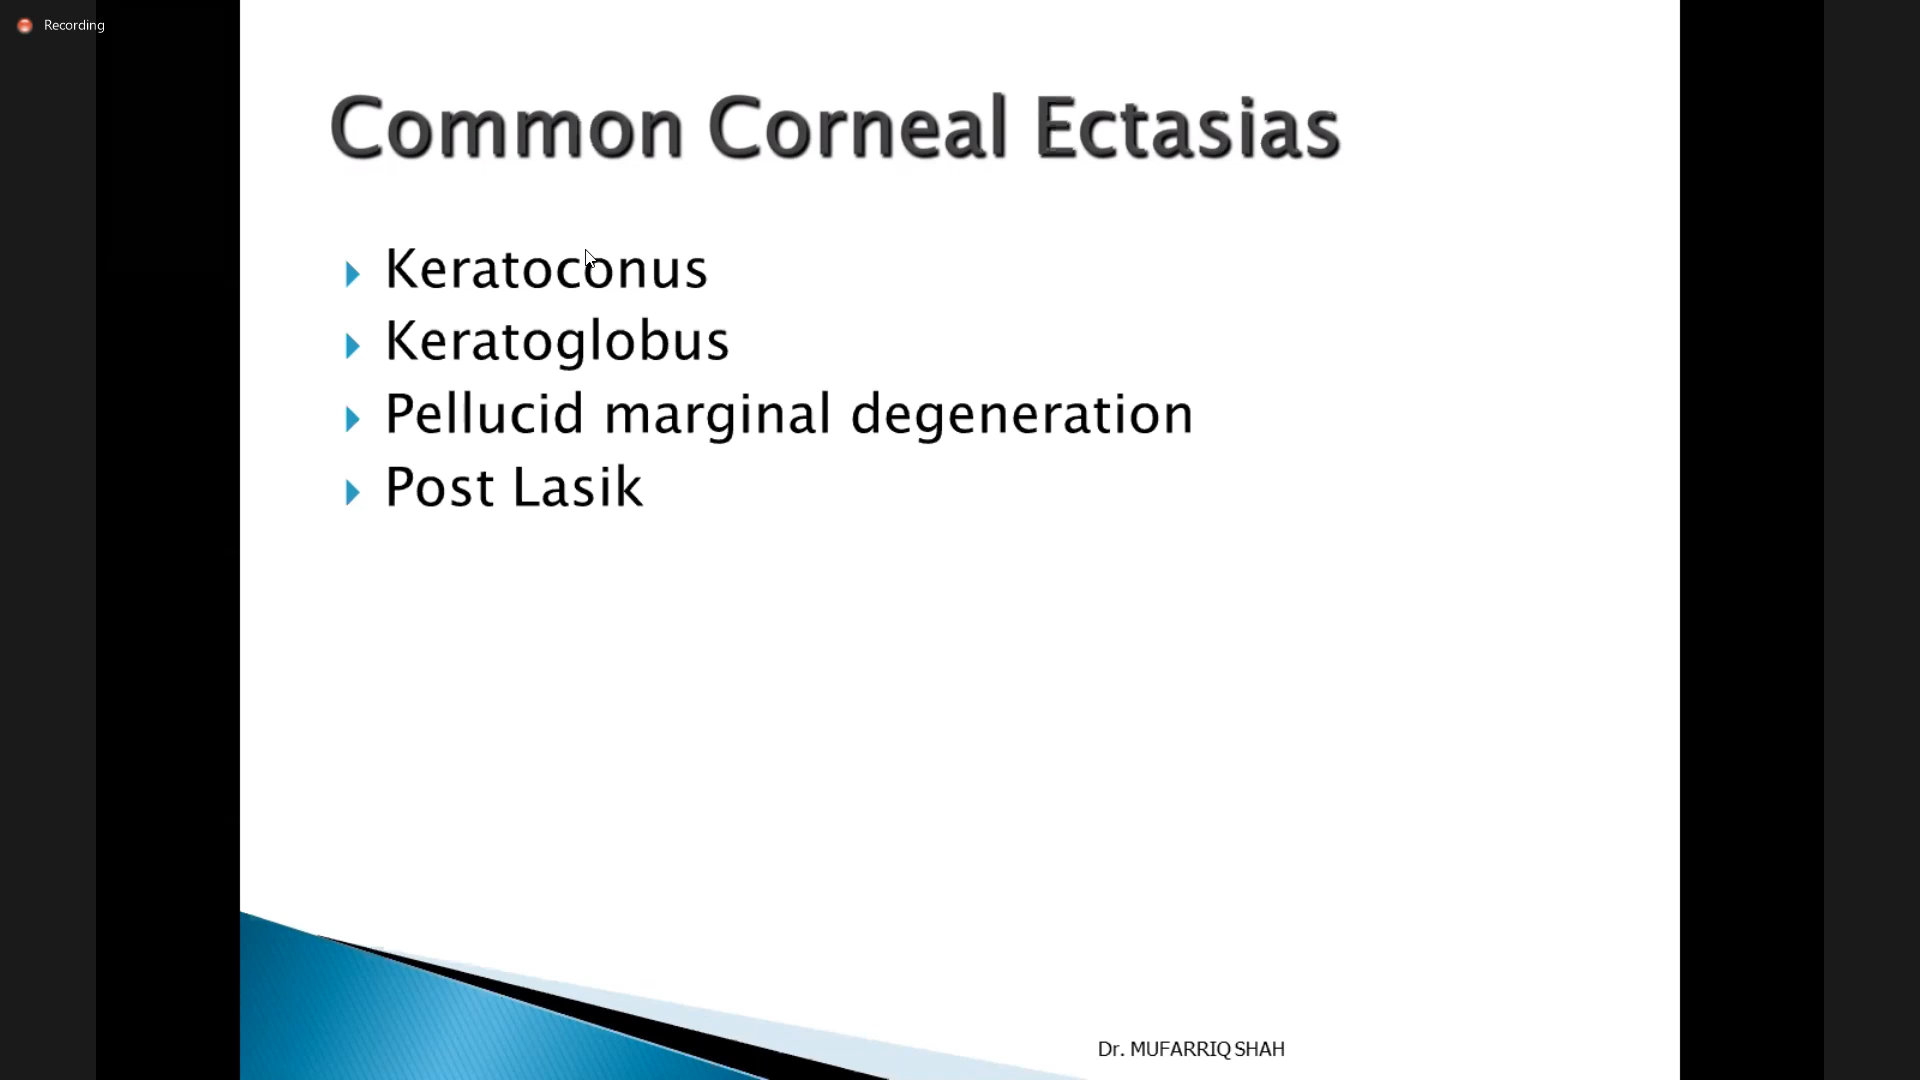 Recording
Common Corneal Ectasias
Keratoconus
Keratoglobus
Pellucid marginal degeneration
Post Lasik
Dr. MUFARRIQ SHAH